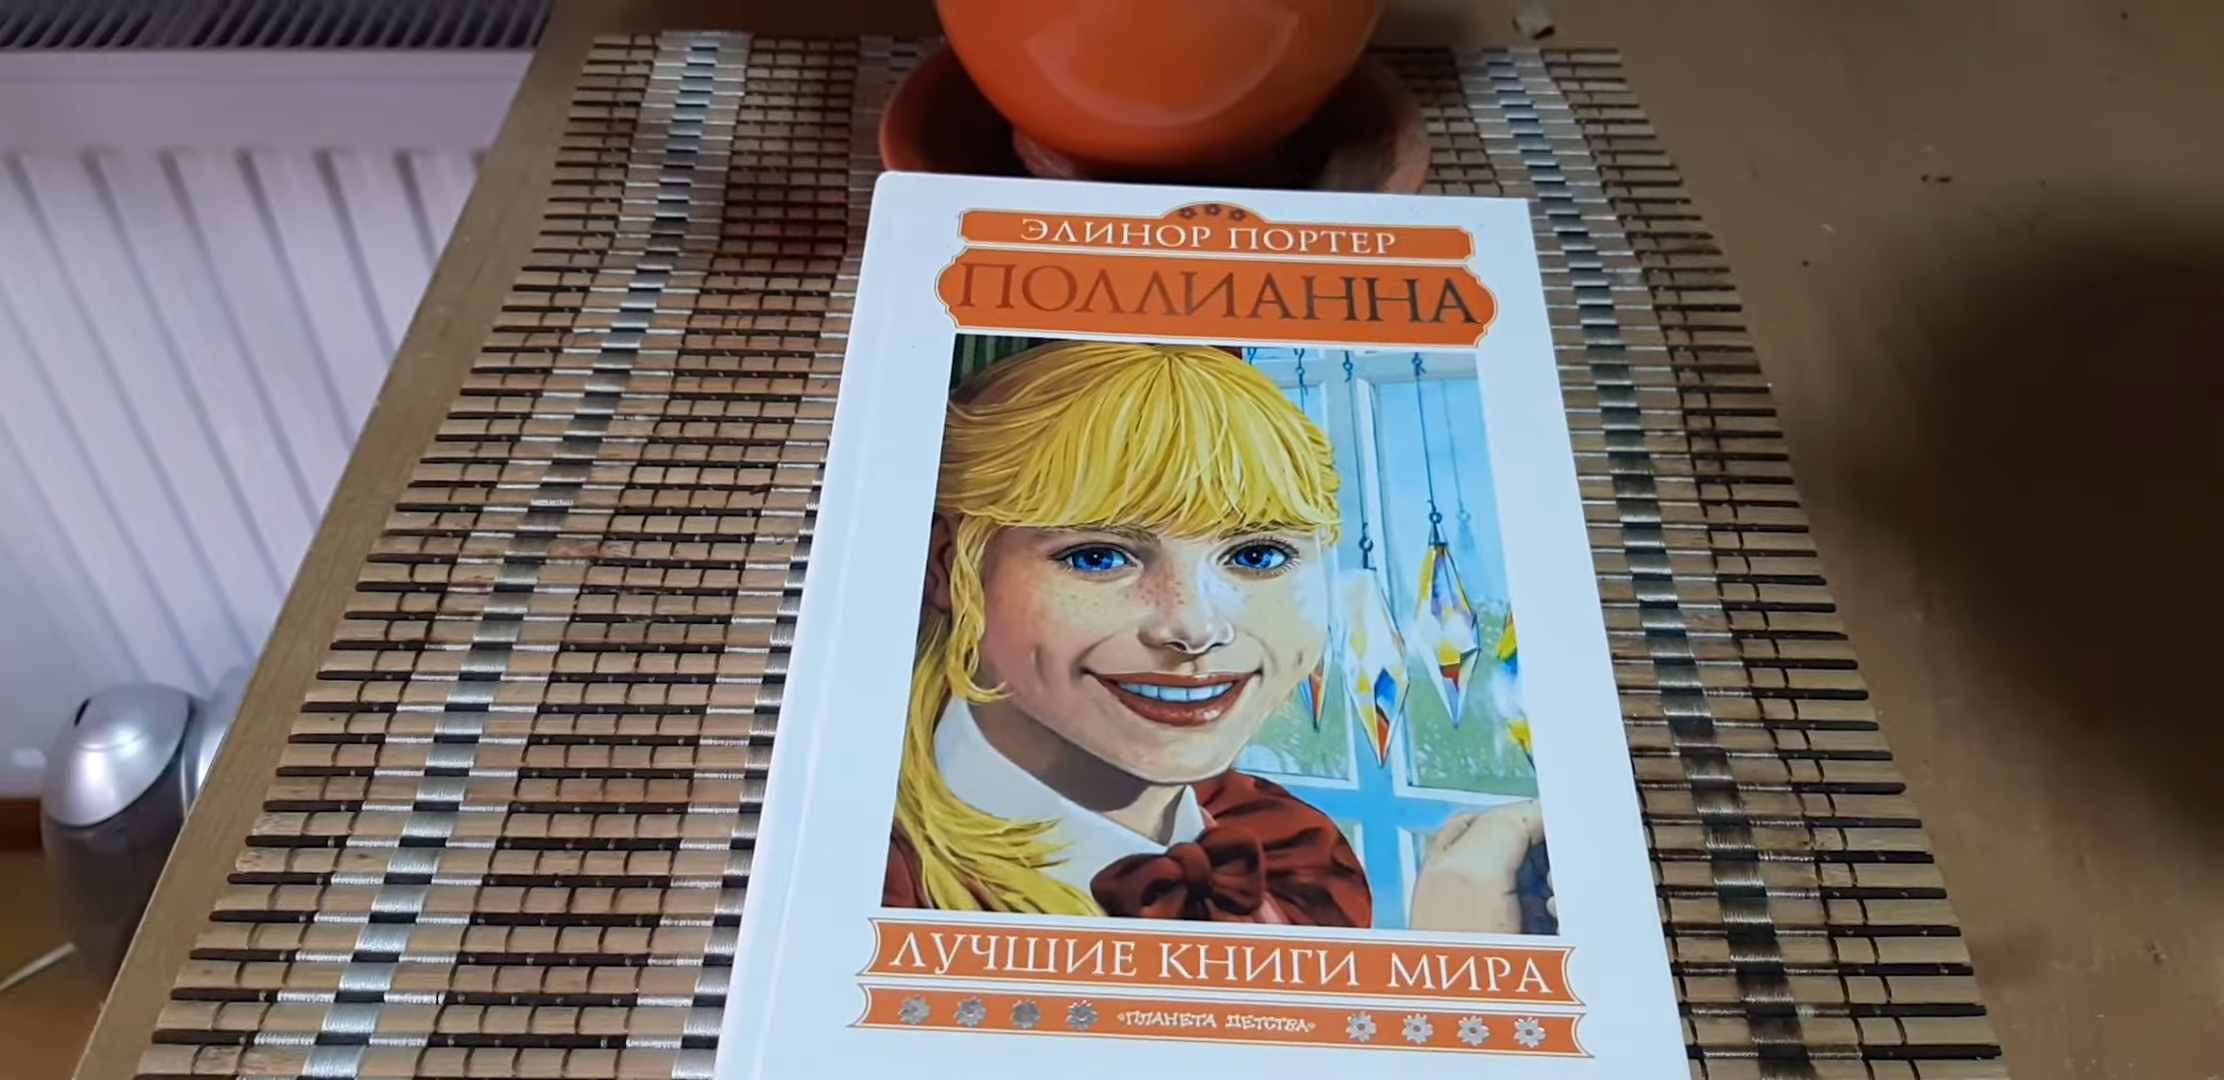 ЭЛИНОР ПОРТЕР
ПОЛЛИАННА
ЛУЧШИЕ КНИГИ МИРА
«ПЛАНЕТА ДЕТСТВА»